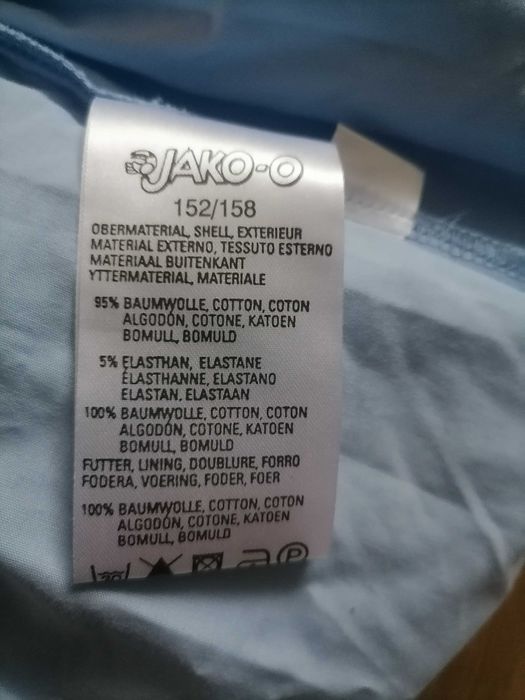 JAKO-O
152/158
OBERMATERIAL, SHELL, EXTERIEUR
MATERIAL EXTERNO, TESSUTO ESTERNO
MATERIAAL BUITENKANT
YTTERMATERIAL, MATERIALE
95% BAUMWOLLE, COTTON, COTON
ALGODÓN, COTONE, KATOEN
BOMULL, BOMULD
5% ELASTHAN, ELASTANE
ÉLASTHANNE, ELASTANO
ELASTAN, ELASTAAN
100% BAUMWOLLE, COTTON, COTON
ALGODÓN, COTONE, KATOEN
BOMULL, BOMULD
FUTTER, LINING, DOUBLURE, FORRO
FODERA, VOERING, FODER, FOER
100% BAUMWOLLE, COTTON, COTON
ALGODÓN, COTONE, KATOEN
BOMULL, BOMULD
30 P